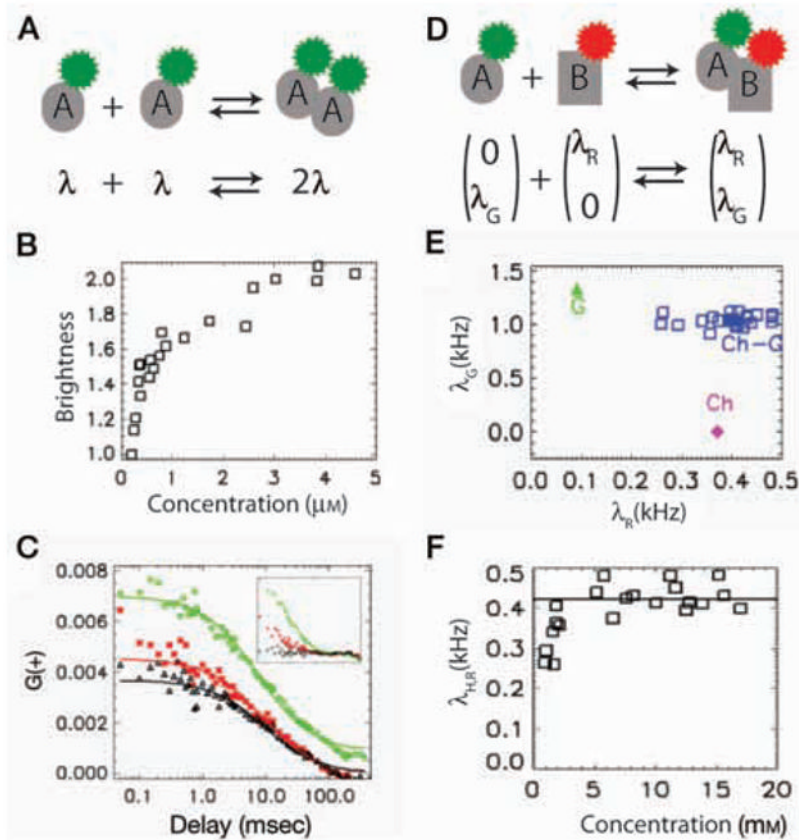 A
A + A A A
λ + λ 2λ
B
Brightness
2.0
1.8
1.6
1.4
1.2
1.0
0 1 2 3 4 5
Concentration (μM)
C
G(+)
0.008
0.006
0.004
0.002
0.000
0.1 1.0 10.0 100.0
Delay (msec)
D
A + B A B
0 λR λR
λG + 0 λG
E
λG(kHz)
1.5
1.0
0.5
0.0
G
Ch-G
Ch
0.0 0.1 0.2 0.3 0.4 0.5
λR(kHz)
F
λH,R(kHz)
0.5
0.4
0.3
0.2
0.1
0.0
0 5 10 15 20
Concentration (mM)